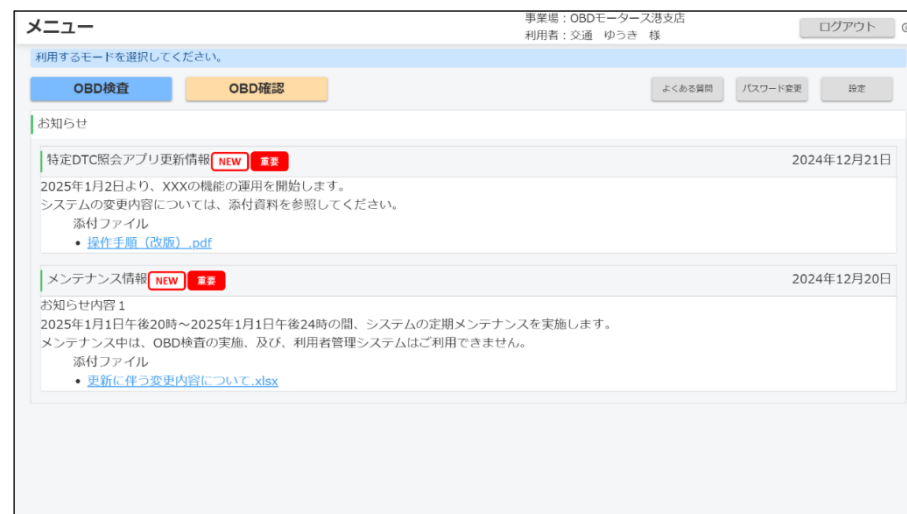 メニュー
事業場：OBDモータース港支店
利用者：交通　ゆうき　様
ログアウト
利用するモードを選択してください。
OBD検査
OBD確認
よくある質問
パスワード変更
設定
お知らせ
特定DTC照会アプリ更新情報 NEW 重要
2024年12月21日
2025年1月2日より、XXXの機能の運用を開始します。
システムの変更内容については、添付資料を参照してください。
添付ファイル
• 操作手順（改版）.pdf
メンテナンス情報 NEW 重要
2024年12月20日
お知らせ内容１
2025年1月1日午後20時～2025年1月1日午後24時の間、システムの定期メンテナンスを実施します。
メンテナンス中は、OBD検査の実施、及び、利用者管理システムはご利用できません。
添付ファイル
• 更新に伴う変更内容について.xlsx